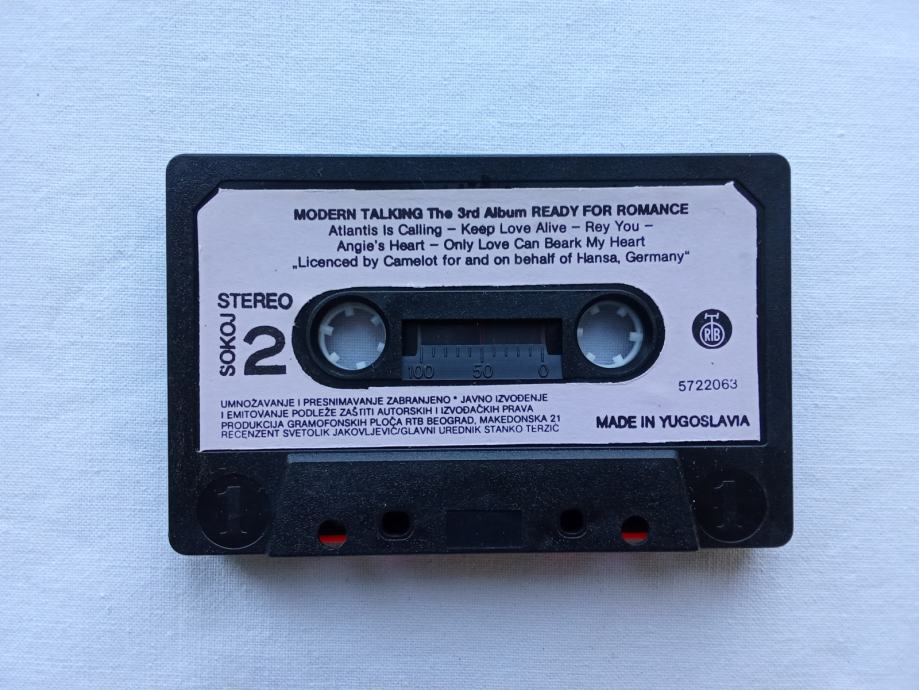 MODERN TALKING The 3rd Album READY FOR ROMANCE
Atlantis Is Calling – Keep Love Alive – Rey You –
Angie's Heart – Only Love Can Beark My Heart
„Licenced by Camelot for and on behalf of Hansa, Germany“
STEREO
SOKOJ
2
RTB
100 50 0
5722063
UMNOŽAVANJE I PRESNIMAVANJE ZABRANJENO * JAVNO IZVOĐENJE
I EMITOVANJE PODLEŽE ZAŠTITI AUTORSKIH I IZVOĐAČKIH PRAVA
PRODUKCIJA GRAMOFONSKIH PLOČA RTB BEOGRAD, MAKEDONSKA 21
RECENZENT SVETOLIK JAKOVLJEVIĆ/GLAVNI UREDNIK STANKO TERZIĆ
MADE IN YUGOSLAVIA
1 1